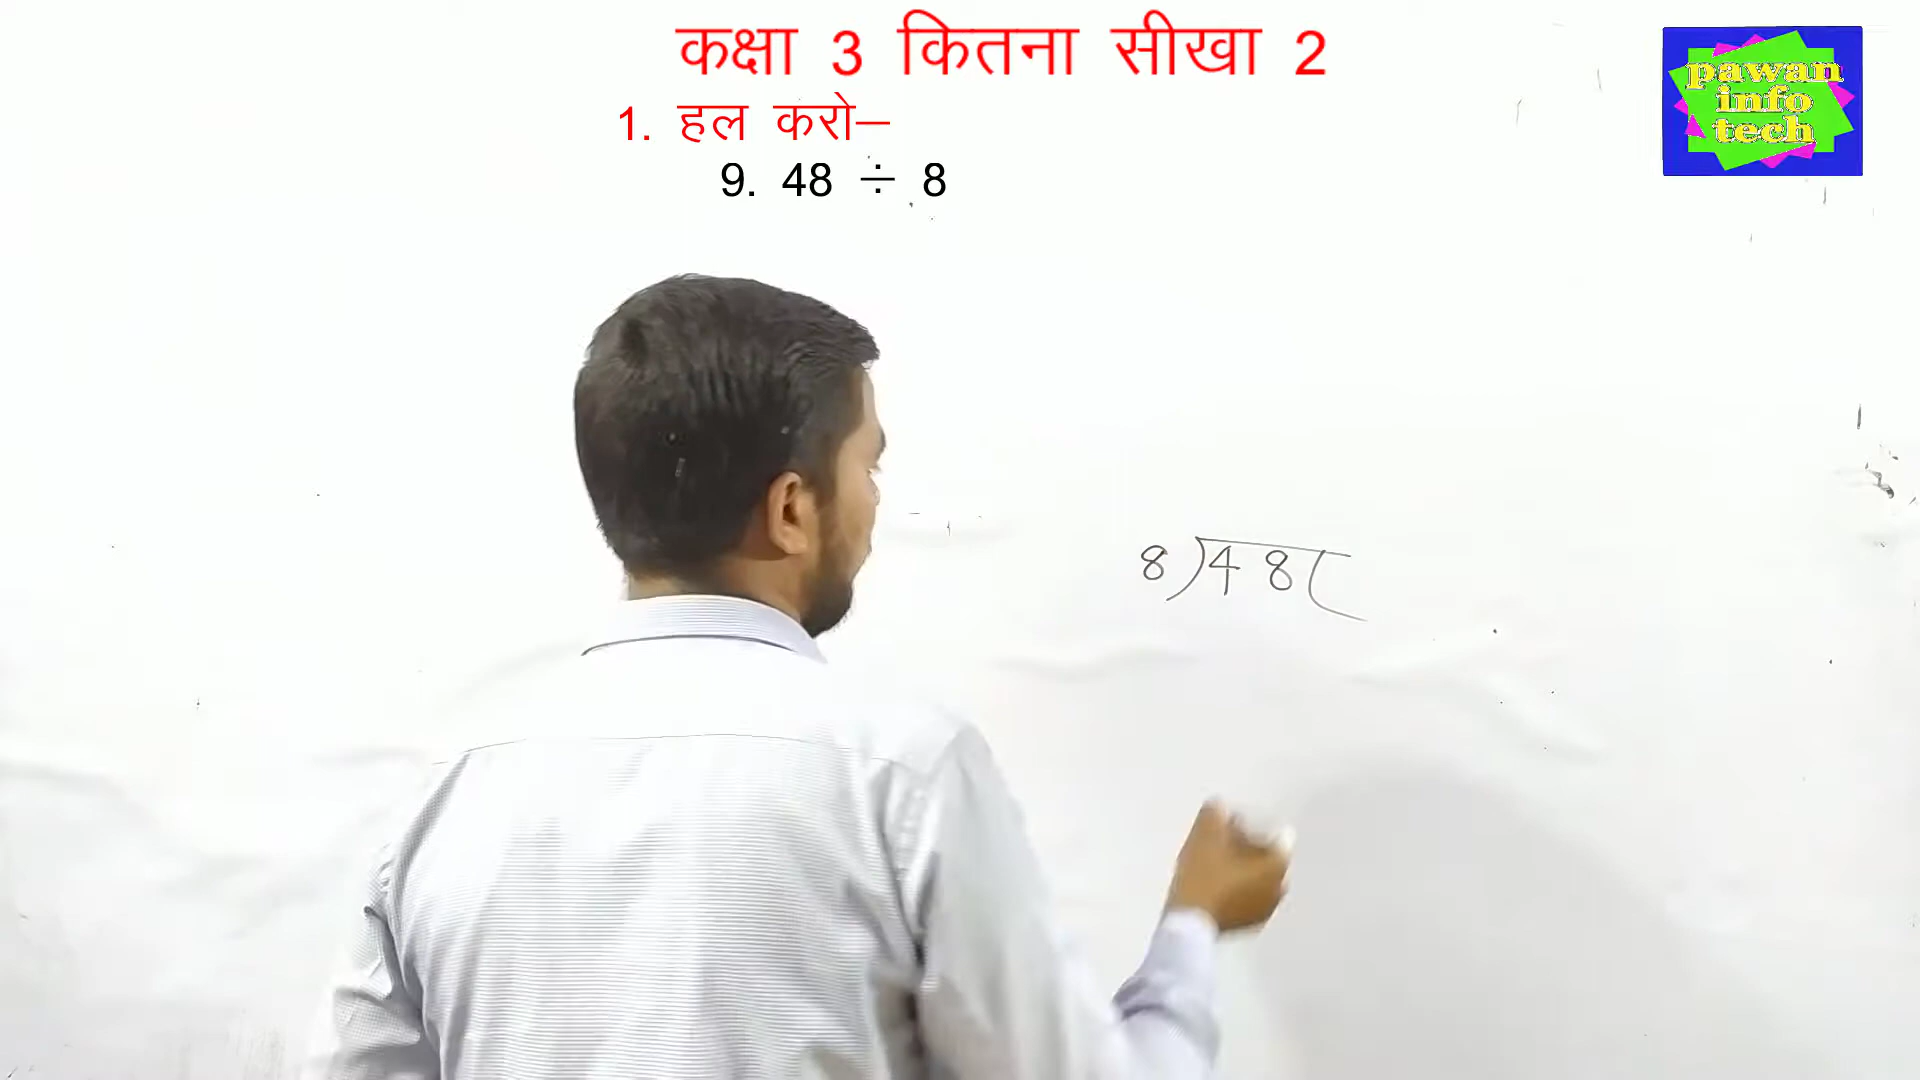 कक्षा 3 कितना सीखा 2
1. हल करो–
9. 48 ÷ 8
pawan
info
tech
8)48(